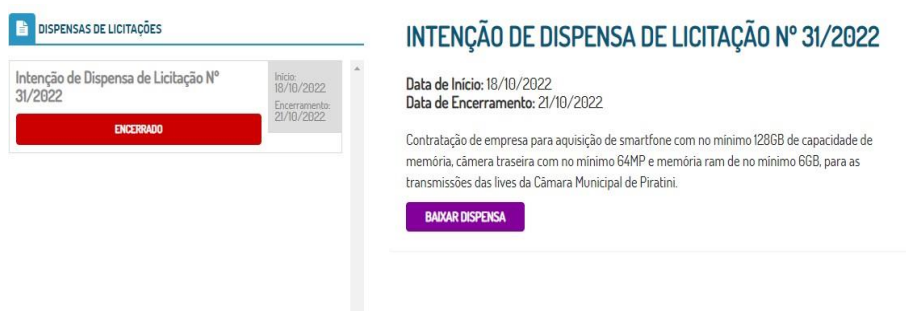 DISPENSAS DE LICITAÇÕES
Intenção de Dispensa de Licitação Nº
31/2022
Início:
18/10/2022
Encerramento:
21/10/2022
ENCERRADO
INTENÇÃO DE DISPENSA DE LICITAÇÃO Nº 31/2022
Data de Início: 18/10/2022
Data de Encerramento: 21/10/2022
Contratação de empresa para aquisição de smartfone com no mínimo 128GB de capacidade de
memória, câmera traseira com no mínimo 64MP e memória ram de no mínimo 6GB, para as
transmissões das lives da Câmara Municipal de Piratini.
BAIXAR DISPENSA